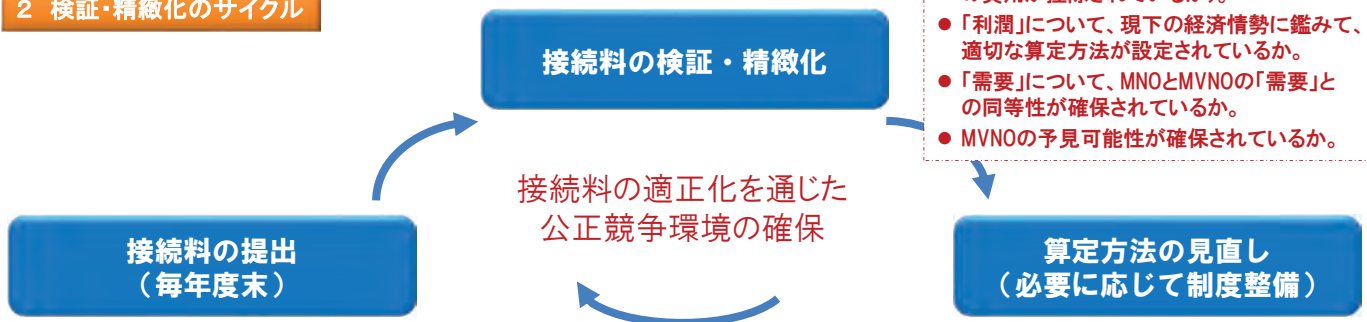 2 検証・精緻化のサイクル
接続料の検証・精緻化
● 「利潤」について、現下の経済情勢に鑑みて、
適切な算定方法が設定されているか。
● 「需要」について、MNOとMVNOの「需要」と
の同等性が確保されているか。
● MVNOの予見可能性が確保されているか。
接続料の適正化を通じた
公正競争環境の確保
接続料の提出
（毎年度末）
算定方法の見直し
（必要に応じて制度整備）